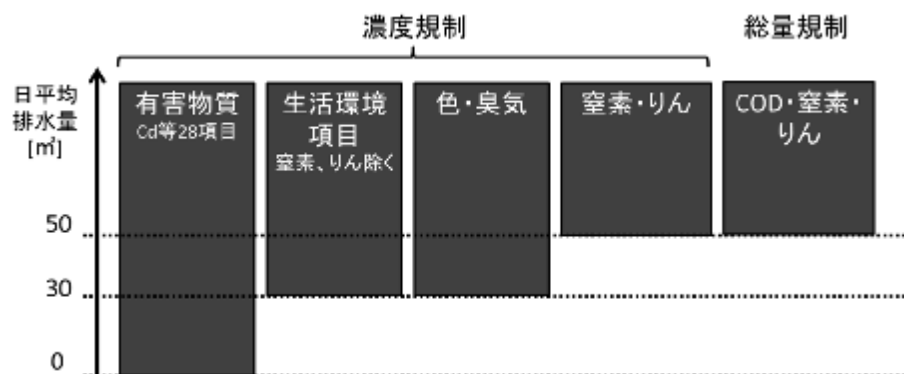 濃度規制
総量規制
日平均
排水量
[㎥]
有害物質
Cd等28項目
生活環境
項目
窒素、りん除く
色・臭気
窒素・りん
COD・窒素・
りん
50
30
0